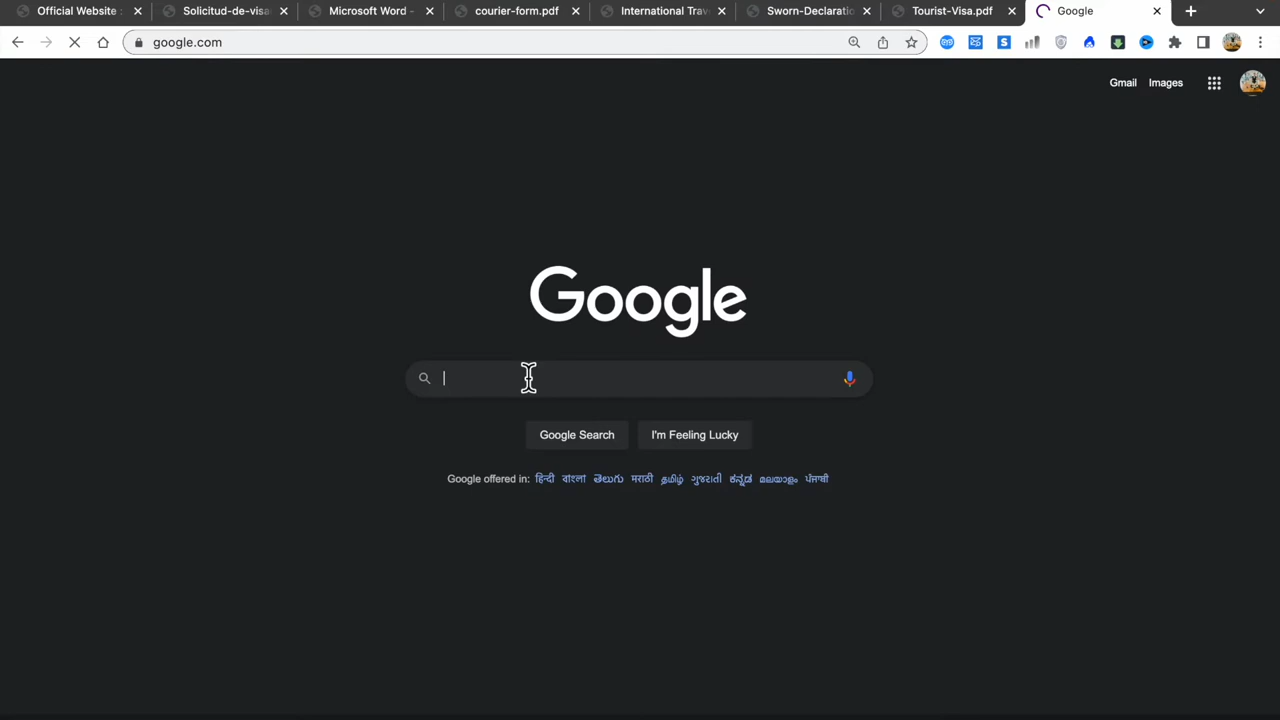 Official Website : Solicitud-de-visa Microsoft Word - courier-form.pdf International Trav Sworn-Declaratio Tourist-Visa.pdf Google
google.com
Gmail Images
Google
Google Search I'm Feeling Lucky
Google offered in: हिन्दी বাংলা తెలుగు मराठी தமிழ் ગુજરાતી ಕನ್ನಡ മലയാളം ਪੰਜਾਬੀ